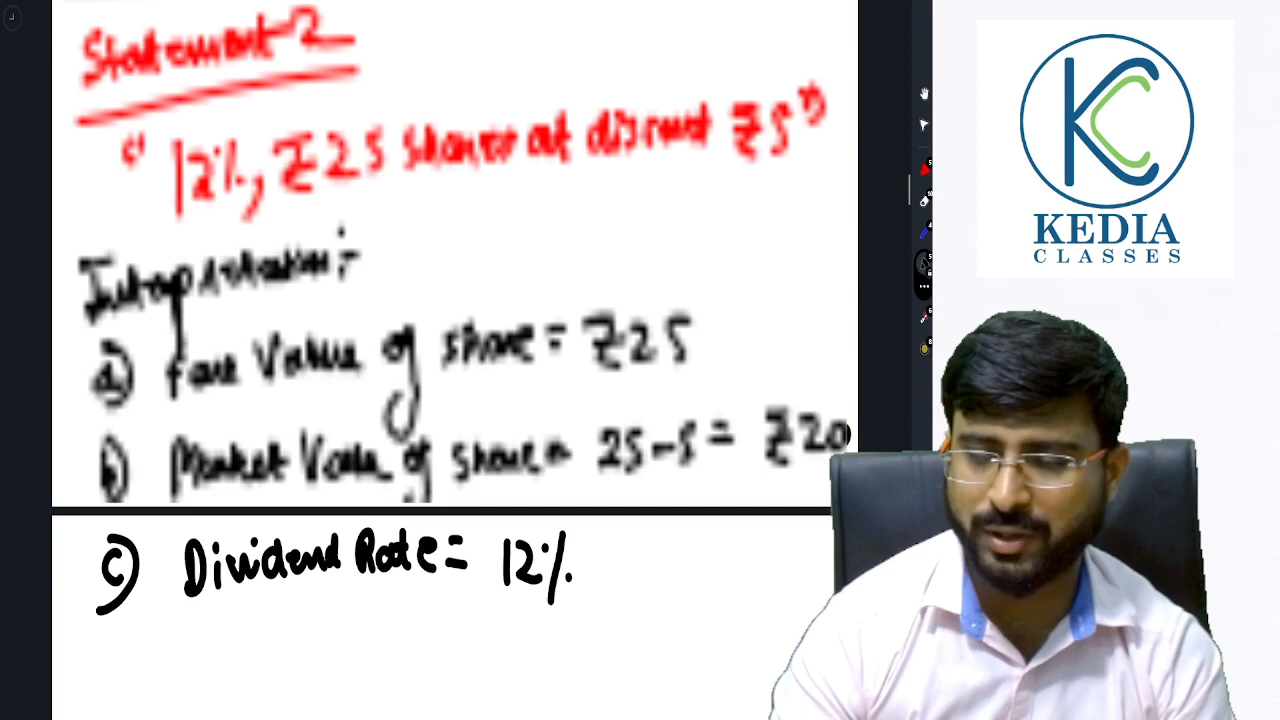 Statement-2
" 12%, ₹25 shares at discount ₹5"
Interpretation:-
a) Face Value of share = ₹25
b) Market Value of share = 25-5 = ₹20
c) Dividend Rate = 12%
KC
KEDIA
CLASSES